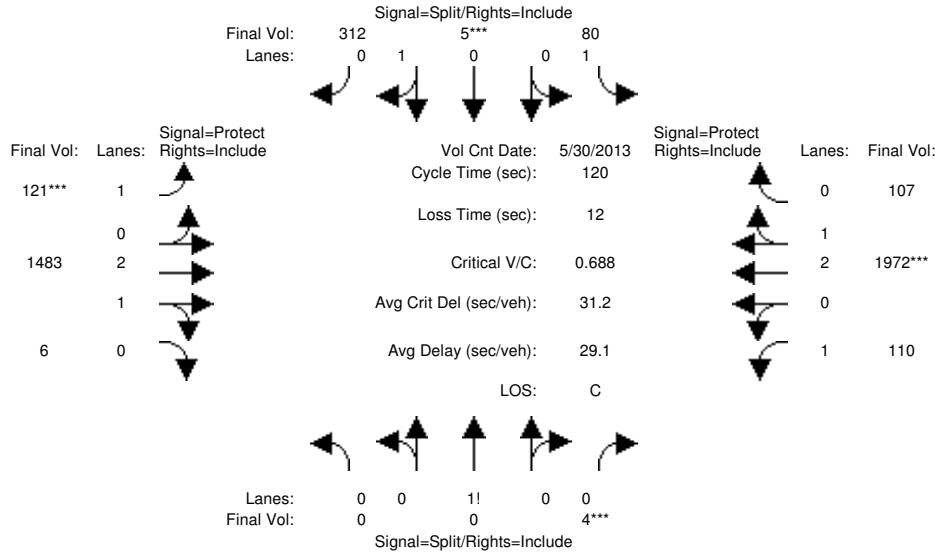 Signal=Split/Rights=Include
Final Vol: 312 5*** 80
Lanes: 0 1 0 0 1
Signal=Protect
Final Vol: Lanes: Rights=Include
Vol Cnt Date: 5/30/2013
Signal=Protect
Rights=Include Lanes: Final Vol:
Cycle Time (sec): 120
121*** 1
0 107
Loss Time (sec): 12
0
1
1483 2
Critical V/C: 0.688
2 1972***
1
Avg Crit Del (sec/veh): 31.2
0
6 0
Avg Delay (sec/veh): 29.1
1 110
LOS: C
Lanes: 0 0 1! 0 0
Final Vol: 0 0 4***
Signal=Split/Rights=Include